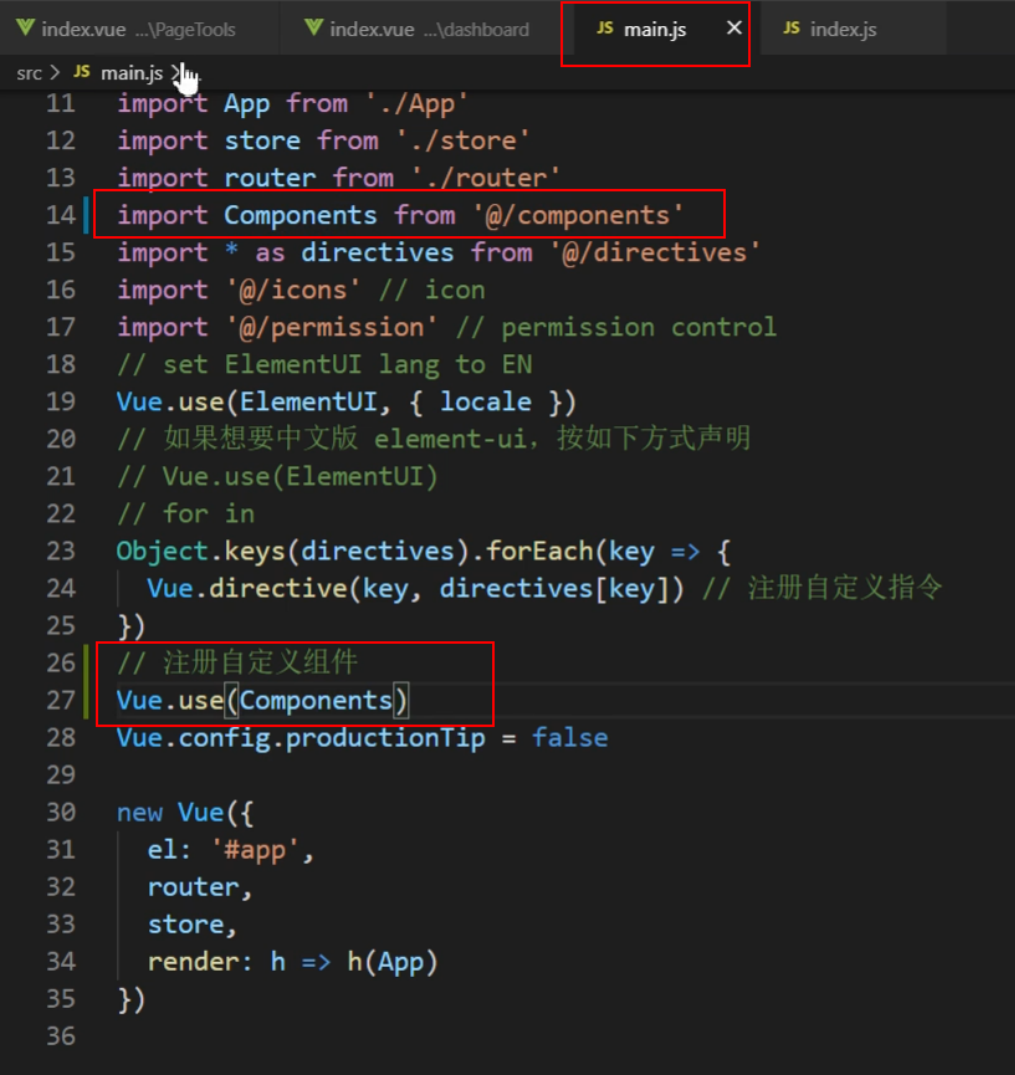 index.vue ...\PageTools
index.vue ...\dashboard
JS main.js ×
JS index.js
src > JS main.js >
11 import App from './App'
12 import store from './store'
13 import router from './router'
14 import Components from '@/components'
15 import * as directives from '@/directives'
16 import '@/icons' // icon
17 import '@/permission' // permission control
18 // set ElementUI lang to EN
19 Vue.use(ElementUI, { locale })
20 // 如果想要中文版 element-ui，按如下方式声明
21 // Vue.use(ElementUI)
22 // for in
23 Object.keys(directives).forEach(key => {
24 Vue.directive(key, directives[key]) // 注册自定义指令
25 })
26 // 注册自定义组件
27 Vue.use(Components)
28 Vue.config.productionTip = false
29
30 new Vue({
31 el: '#app',
32 router,
33 store,
34 render: h => h(App)
35 })
36